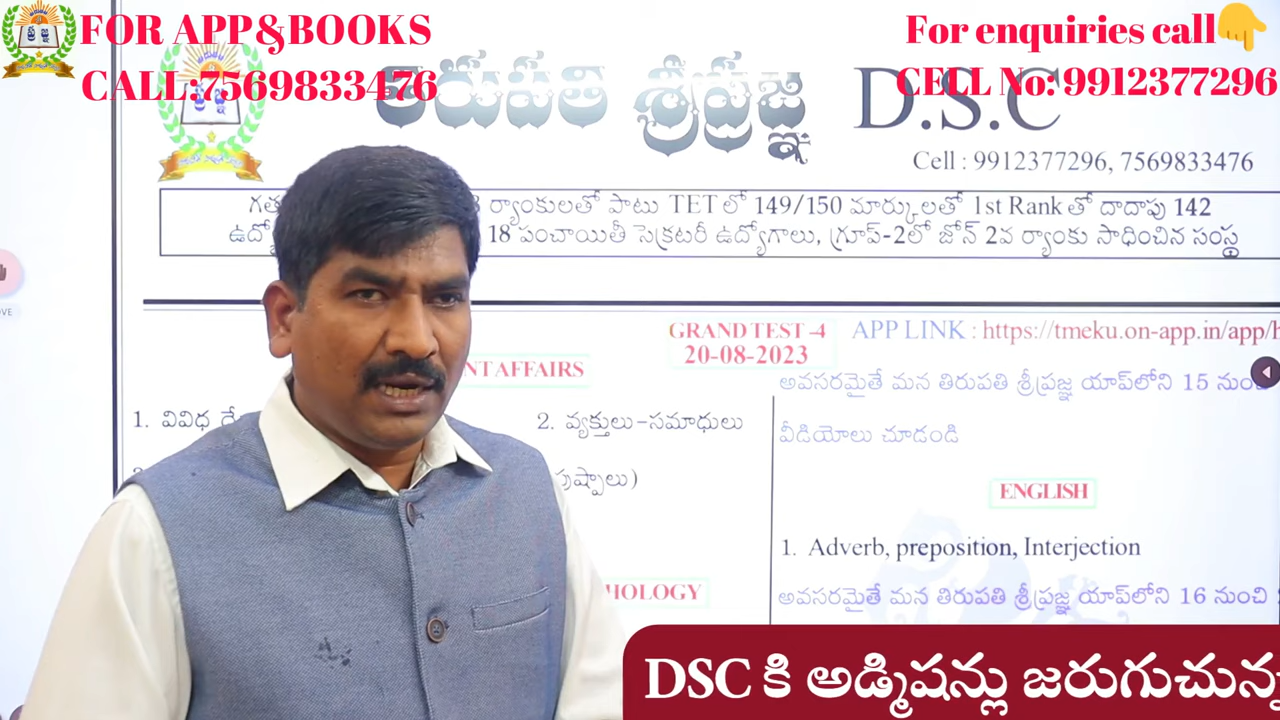 FOR APP&BOOKS
CALL:7569833476
For enquiries call👇
CELL No: 9912377296
తిరుపతి శ్రీప్రజ్ఞ D.S.C
Cell : 9912377296, 7569833476
గత
ర్యాంకులతో పాటు TET లో 149/150 మార్కులతో 1st Rank తో దాదాపు 142
18 పంచాయితీ సెక్రటరీ ఉద్యోగాలు, గ్రూప్-2లో జోన్ 2వ ర్యాంకు సాధించిన సంస్థ
GRAND TEST -4
20-08-2023
APP LINK : https://tmeku.on-app.in/app/h
NT AFFAIRS
1. వివిధ
2. వ్యక్తులు-సమాధులు
పుష్పాలు)
HOLOGY
అవసరమైతే మన తిరుపతి శ్రీ ప్రజ్ఞ యాప్‌లోని 15 నుంచి
వీడియోలు చూడండి
ENGLISH
1. Adverb, preposition, Interjection
అవసరమైతే మన తిరుపతి శ్రీ ప్రజ్ఞ యాప్‌లోని 16 నుంచి
DSC కి అడ్మిషన్లు జరుగుచున్న